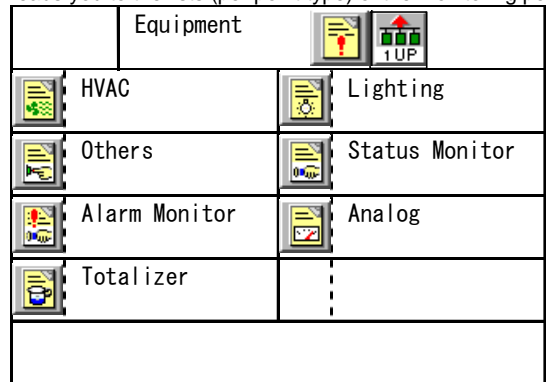 Equipment
1UP
HVAC
Lighting
Others
Status Monitor
Alarm Monitor
Analog
Totalizer